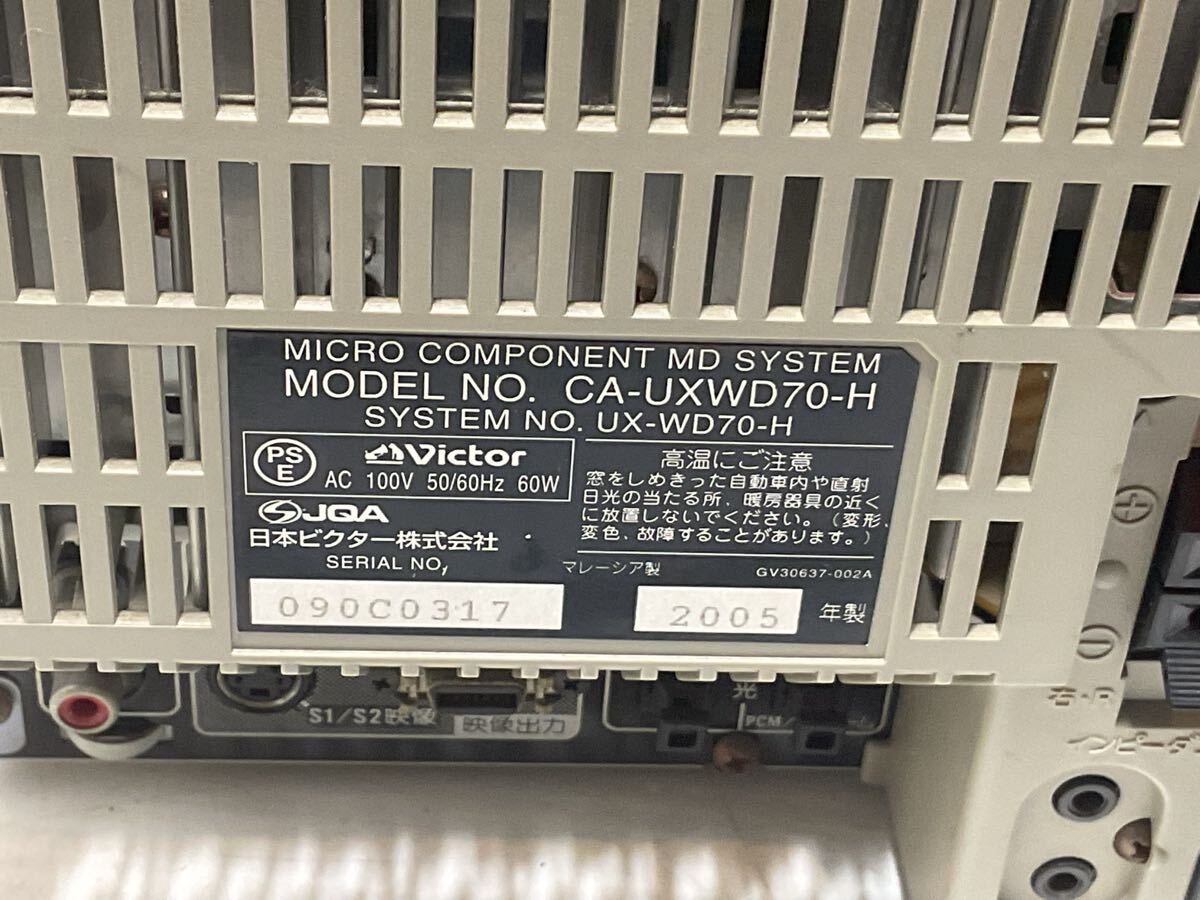 MICRO COMPONENT MD SYSTEM
MODEL NO. CA-UXWD70-H
SYSTEM NO. UX-WD70-H
PS
E
Victor
AC 100V 50/60Hz 60W
JQA
日本ビクター株式会社
SERIAL NO.
090C0317
高温にご注意
窓をしめきった自動車内や直射
日光の当たる所、暖房器具の近く
に放置しないでください。(変形、
変色、故障することがあります。)
マレーシア製
GV30637-002A
2005 年製
S1/S2映像
映像出力
光
PCM/
右・R
インピーダ